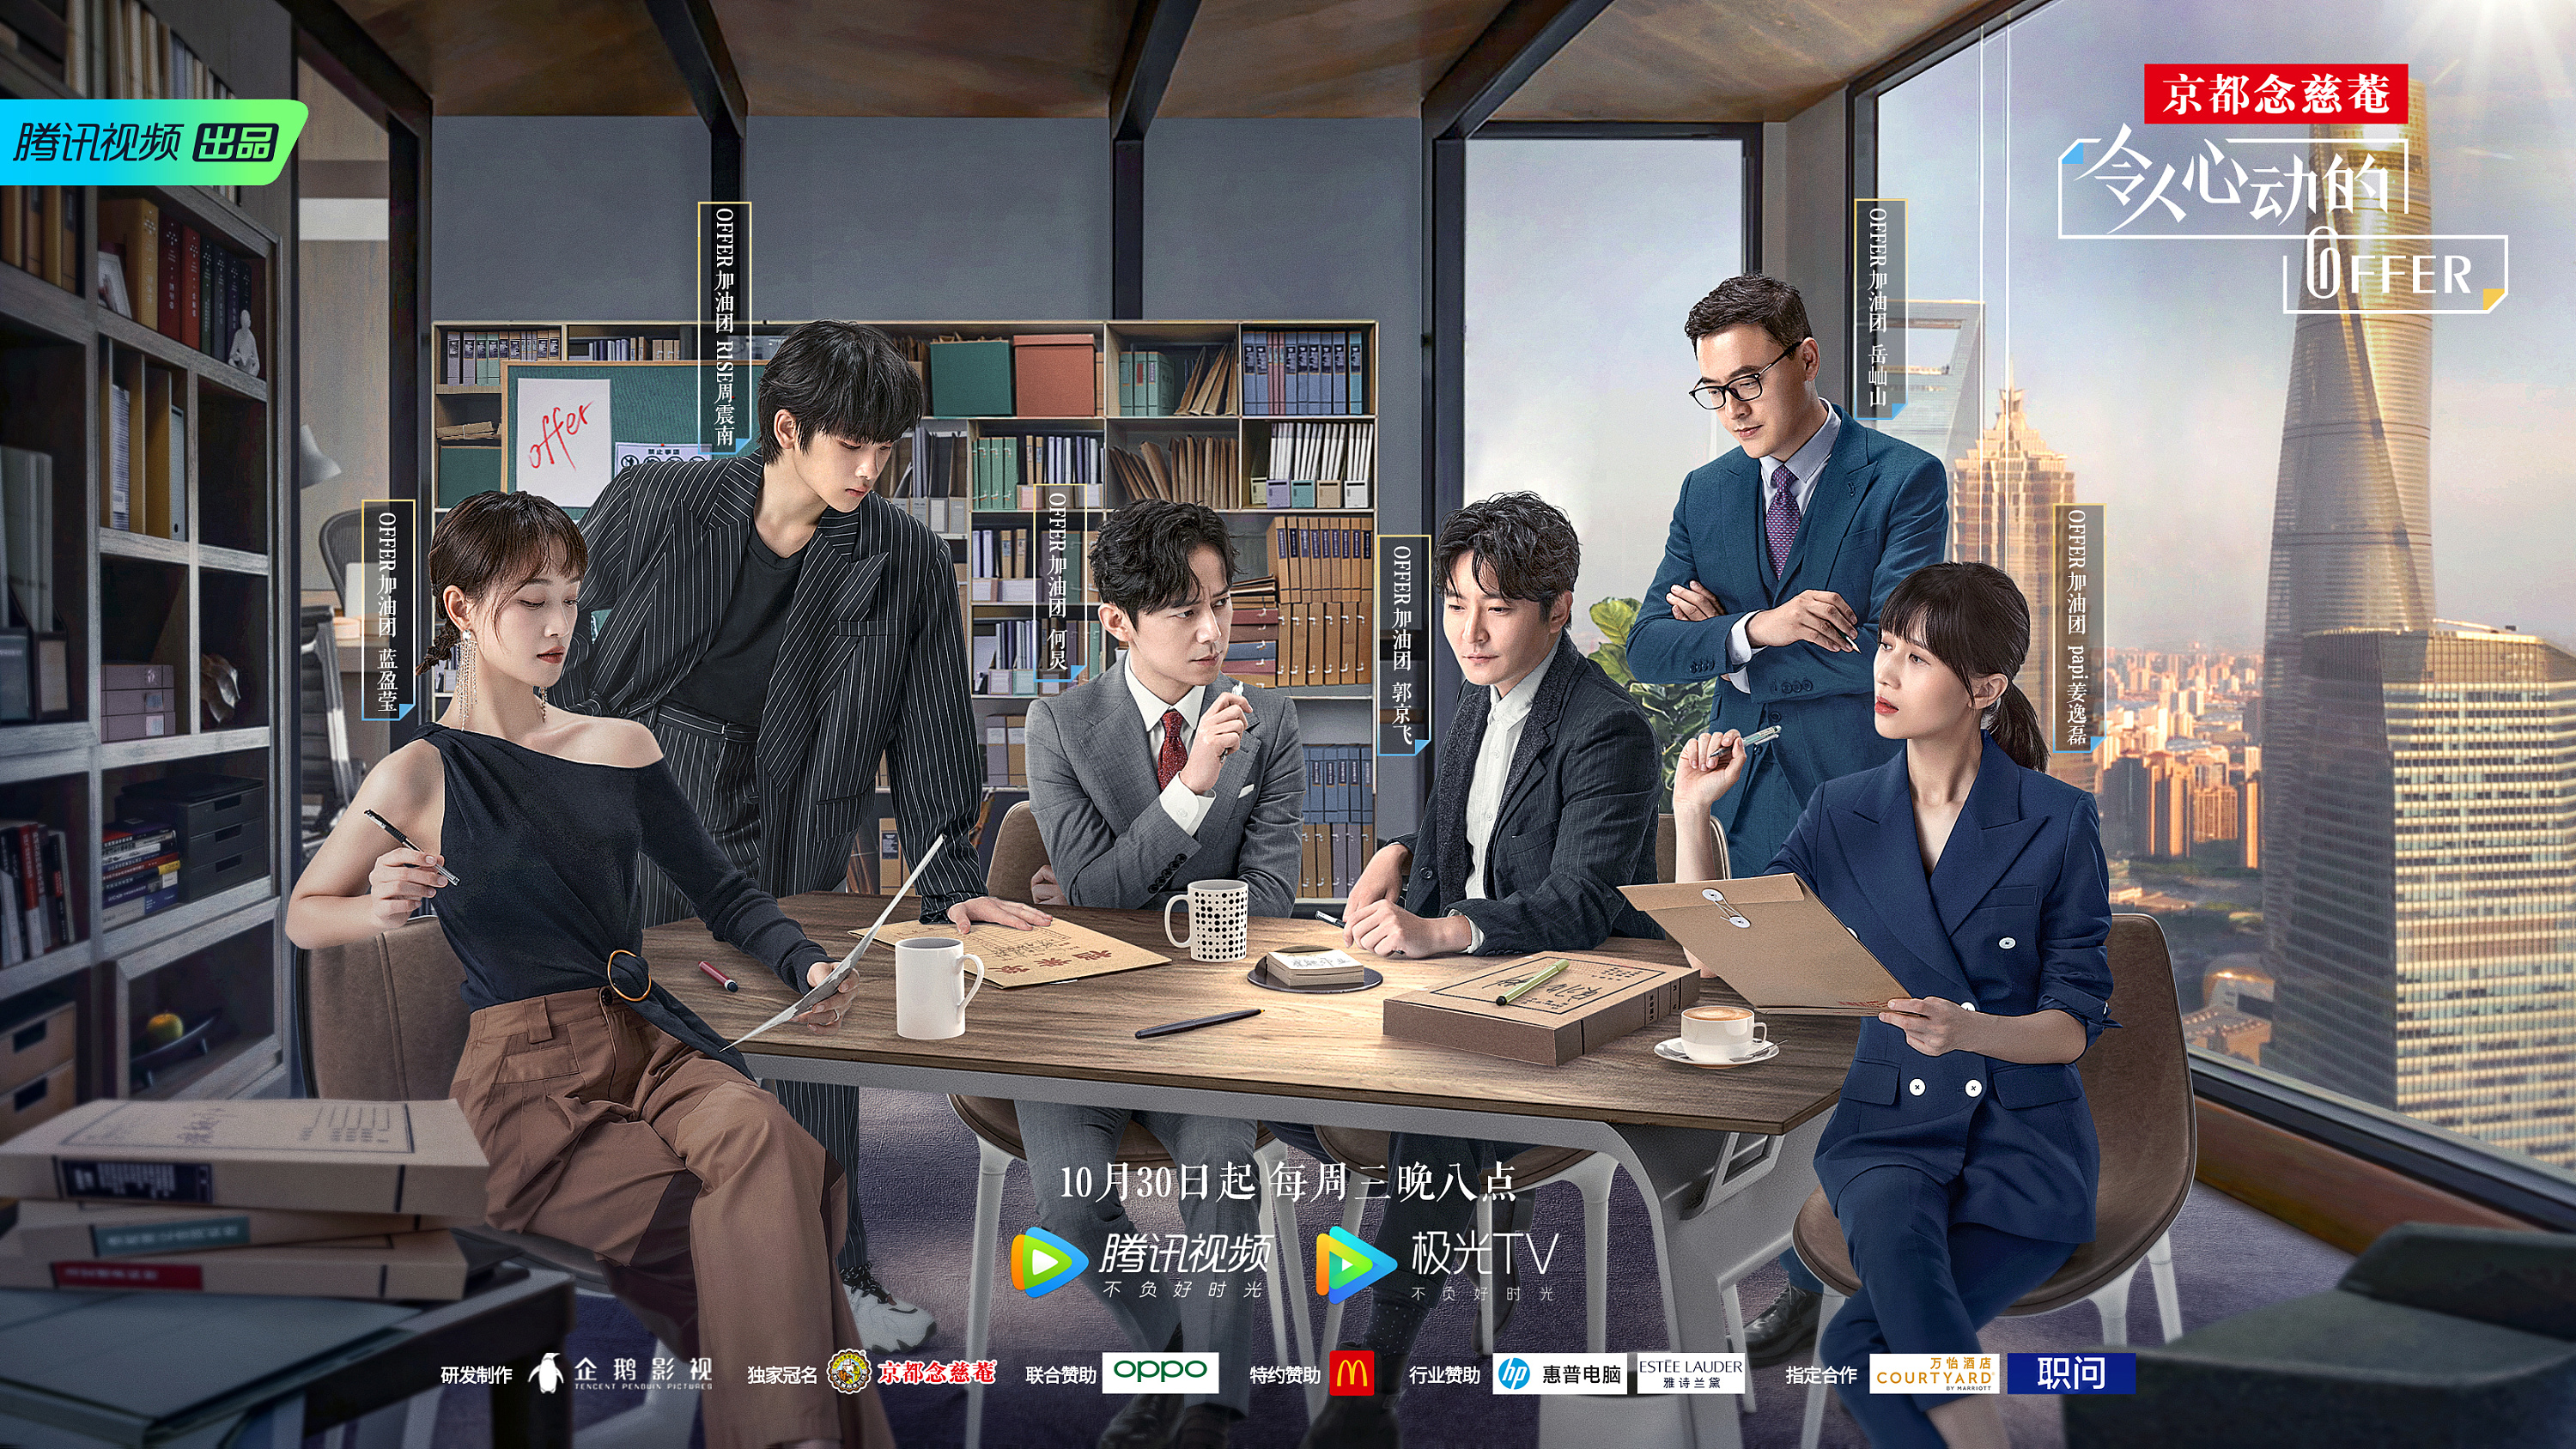 腾讯视频 出品
京都念慈菴
令人心动的
OFFER
OFFER加油团 蓝盈莹
OFFER加油团 R1SE周震南
OFFER加油团 何炅
OFFER加油团 郭京飞
OFFER加油团 岳屾山
OFFER加油团 papi姜逸磊
offer
禁止事项
档案袋
10月30日起 每周三晚八点
腾讯视频
不负好时光
极光TV
不负好时光
研发制作 企鹅影视
TENCENT PENGUIN PICTURES
独家冠名 京都念慈菴
联合赞助 oppo
特约赞助
行业赞助 hp 惠普电脑
ESTĒE LAUDER
雅诗兰黛
指定合作 万怡酒店
COURTYARD
BY MARRIOTT
职问